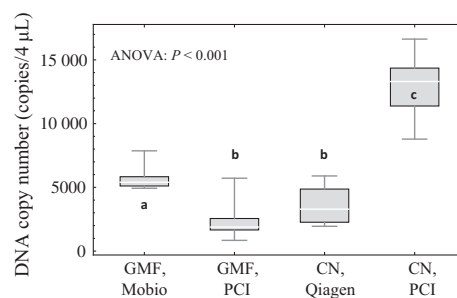 DNA copy number (copies/4 µL)
15 000
10 000
5000
0
ANOVA: P < 0.001
a
b
b
c
GMF,
Mobio
GMF,
PCI
CN,
Qiagen
CN,
PCI